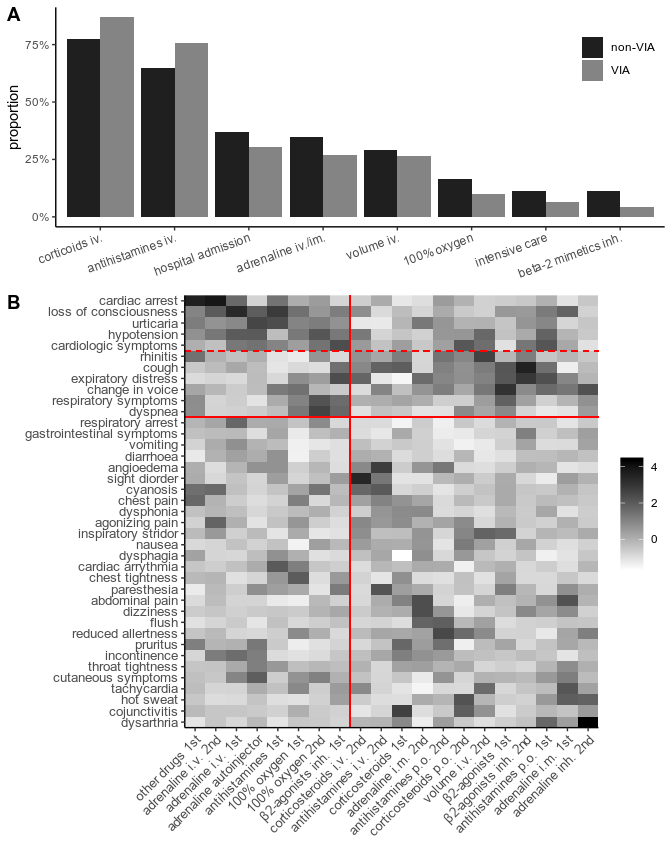 A
75%
50%
25%
0%
proportion
non-VIA
VIA
corticoids iv.
antihistamines iv.
hospital admission
adrenaline iv./im.
volume iv.
100% oxygen
intensive care
beta-2 mimetics inh.
B
cardiac arrest
loss of consciousness
urticaria
hypotension
cardiologic symptoms
rhinitis
cough
expiratory distress
change in voice
respiratory symptoms
dyspnea
respiratory arrest
gastrointestinal symptoms
vomiting
diarrhoea
angioedema
sight diorder
cyanosis
chest pain
dysphonia
agonizing pain
inspiratory stridor
nausea
dysphagia
cardiac arrythmia
chest tightness
paresthesia
abdominal pain
dizziness
flush
reduced allertness
pruritus
incontinence
throat tightness
cutaneous symptoms
tachycardia
hot sweat
cojunctivitis
dysarthria
4
2
0
other drugs 1st
adrenaline i.v. 2nd
adrenaline i.v. 1st
adrenaline autoinjector
antihistamines 1st
100% oxygen 1st
100% oxygen 2nd
β2-agonists inh. 1st
corticosteroids i.v. 2nd
antihistamines i.v. 2nd
corticosteroids 1st
adrenaline i.m. 2nd
antihistamines p.o. 2nd
corticosteroids p.o. 2nd
volume i.v. 2nd
β2-agonists 1st
β2-agonists inh. 2nd
antihistamines p.o. 1st
adrenaline i.m. 1st
adrenaline inh. 2nd